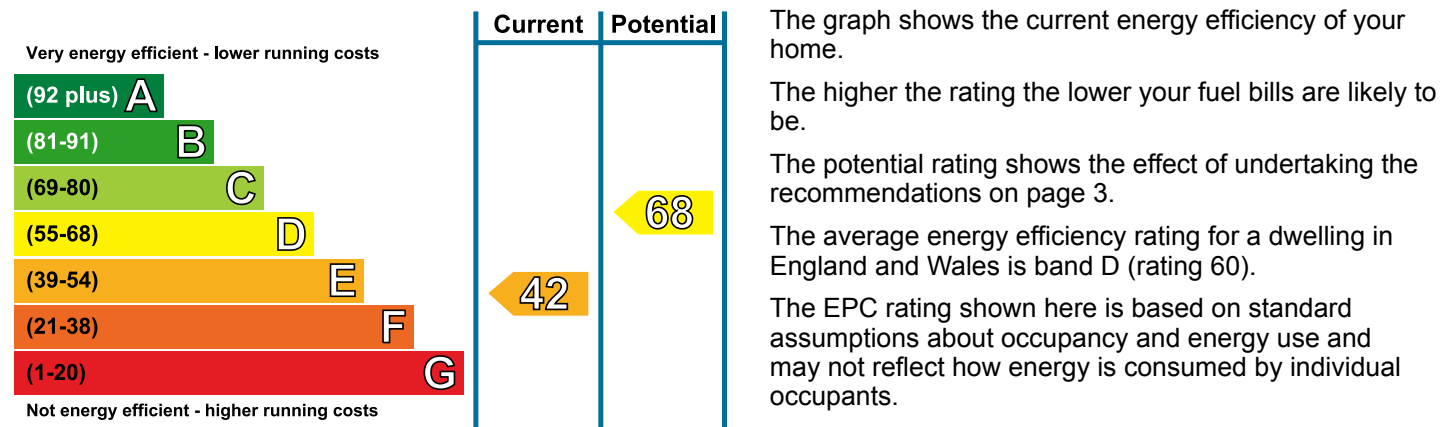 Current Potential
Very energy efficient - lower running costs
(92 plus) A
(81-91) B
(69-80) C
(55-68) D
(39-54) E
(21-38) F
(1-20) G
Not energy efficient - higher running costs
42
68
The graph shows the current energy efficiency of your
home.
The higher the rating the lower your fuel bills are likely to
be.
The potential rating shows the effect of undertaking the
recommendations on page 3.
The average energy efficiency rating for a dwelling in
England and Wales is band D (rating 60).
The EPC rating shown here is based on standard
assumptions about occupancy and energy use and
may not reflect how energy is consumed by individual
occupants.